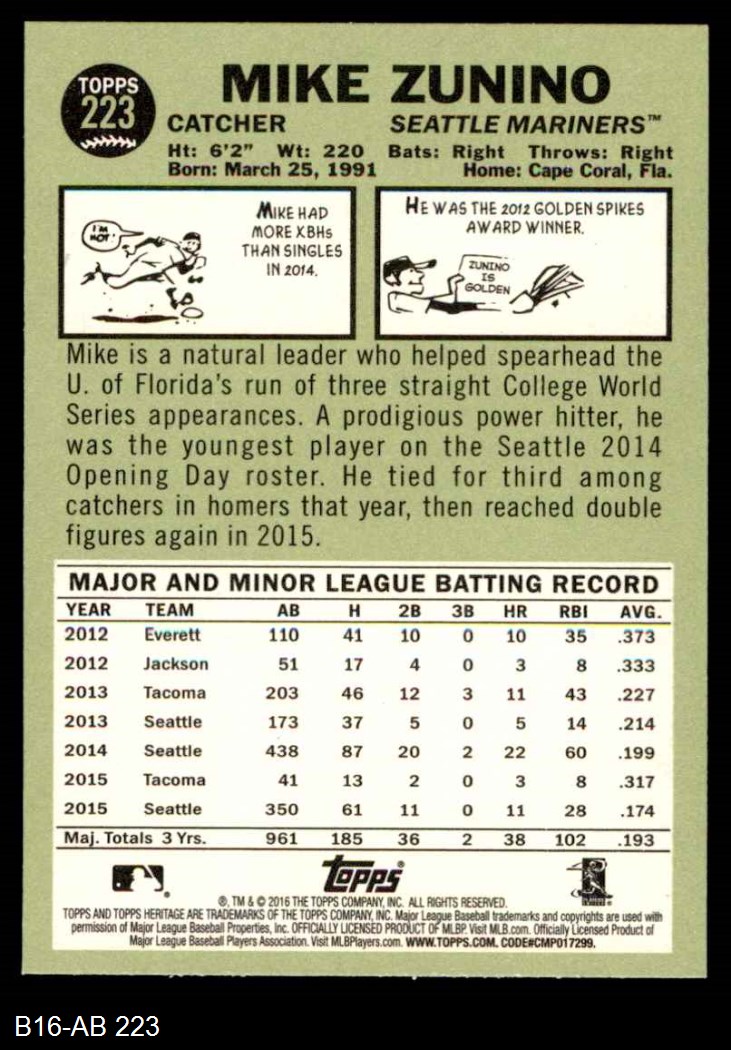 TOPPS
223
MIKE ZUNINO
CATCHER SEATTLE MARINERS™
Ht: 6'2" Wt: 220 Bats: Right Throws: Right
Born: March 25, 1991 Home: Cape Coral, Fla.
I'M
HOT!
MIKE HAD
MORE XBHs
THAN SINGLES
IN 2014.
HE WAS THE 2012 GOLDEN SPIKES
AWARD WINNER.
ZUNINO
IS
GOLDEN
Mike is a natural leader who helped spearhead the
U. of Florida's run of three straight College World
Series appearances. A prodigious power hitter, he
was the youngest player on the Seattle 2014
Opening Day roster. He tied for third among
catchers in homers that year, then reached double
figures again in 2015.
MAJOR AND MINOR LEAGUE BATTING RECORD
YEAR TEAM AB H 2B 3B HR RBI AVG.
2012 Everett 110 41 10 0 10 35 .373
2012 Jackson 51 17 4 0 3 8 .333
2013 Tacoma 203 46 12 3 11 43 .227
2013 Seattle 173 37 5 0 5 14 .214
2014 Seattle 438 87 20 2 22 60 .199
2015 Tacoma 41 13 2 0 3 8 .317
2015 Seattle 350 61 11 0 11 28 .174
Maj. Totals 3 Yrs. 961 185 36 2 38 102 .193
topps®
®, TM & © 2016 THE TOPPS COMPANY, INC. ALL RIGHTS RESERVED.
TOPPS AND TOPPS HERITAGE ARE TRADEMARKS OF THE TOPPS COMPANY, INC. Major League Baseball trademarks and copyrights are used with
permission of Major League Baseball Properties, Inc. OFFICIALLY LICENSED PRODUCT OF MLBP. Visit MLB.com. Officially Licensed Product of
Major League Baseball Players Association. Visit MLBPlayers.com. WWW.TOPPS.COM. CODE#CMP017299.
B16-AB 223